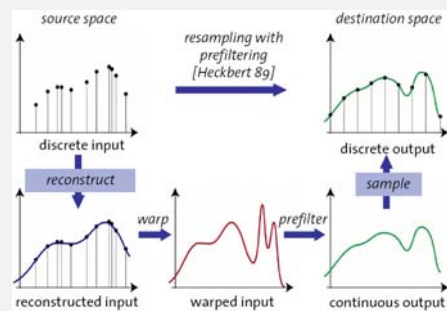 source space
destination space
resampling with
prefiltering
[Heckbert 89]
discrete input
discrete output
reconstruct
sample
warp
prefilter
reconstructed input
warped input
continuous output